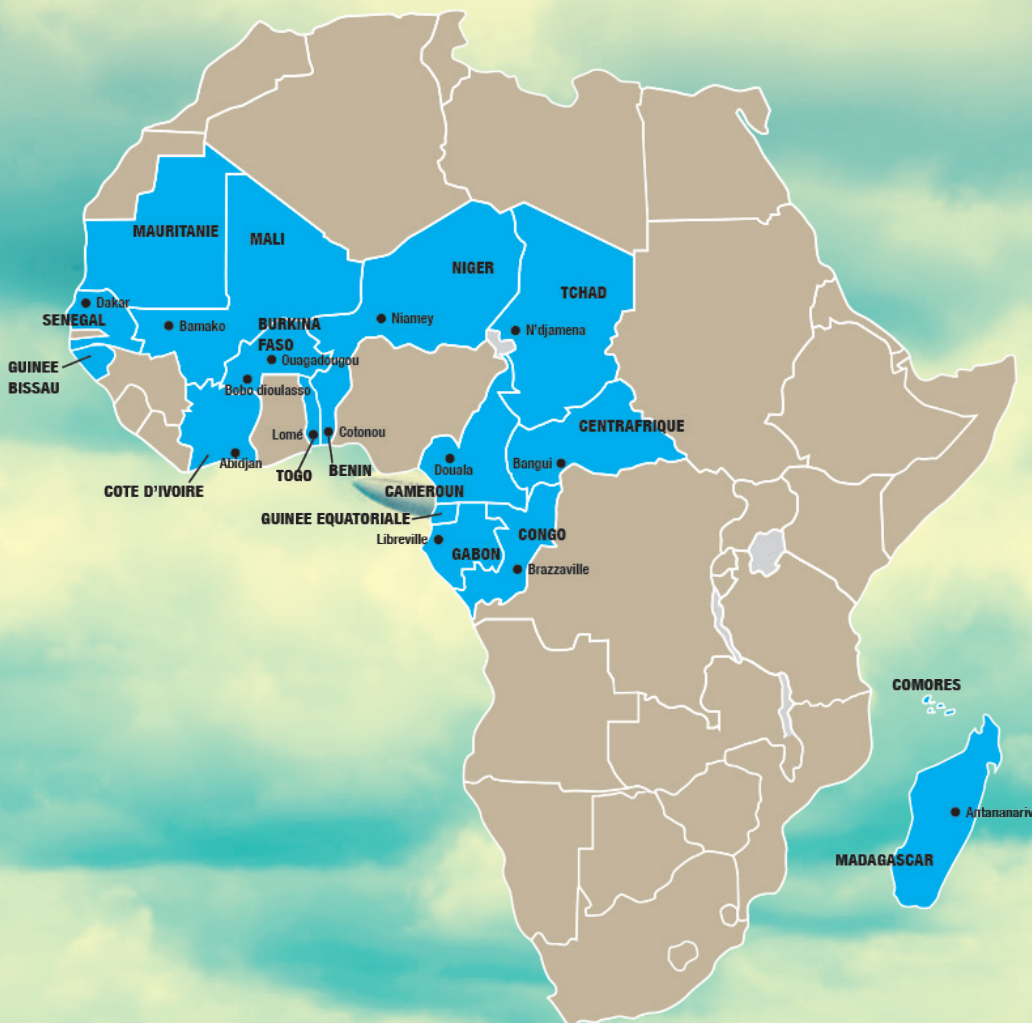 MAURITANIE
MALI
NIGER
TCHAD
Dakar
SENEGAL
Bamako
BURKINA
FASO
Niamey
N'djamena
GUINEE
BISSAU
Ouagadougou
Bobo dioulasso
Lomé
Cotonou
CENTRAFRIQUE
Abidjan
TOGO
BENIN
Douala
Bangui
COTE D'IVOIRE
CAMEROUN
GUINEE EQUATORIALE
CONGO
Libreville
GABON
Brazzaville
COMORES
Antananariv
MADAGASCAR